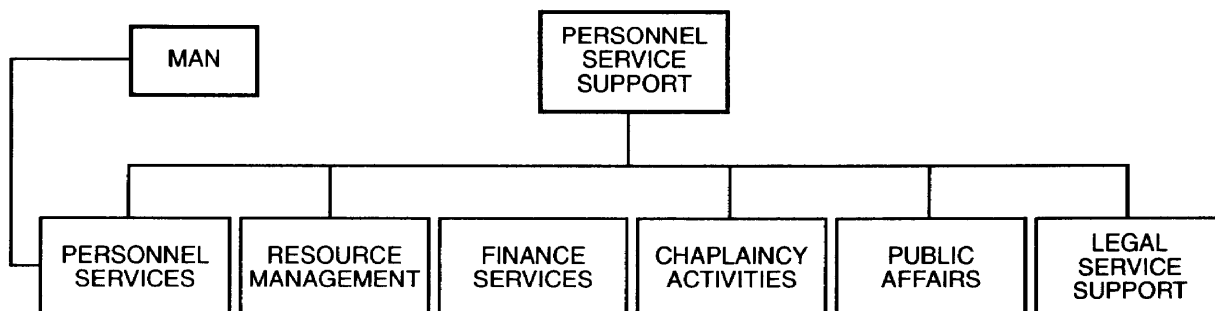 MAN
PERSONNEL
SERVICE
SUPPORT
PERSONNEL
SERVICES
RESOURCE
MANAGEMENT
FINANCE
SERVICES
CHAPLAINCY
ACTIVITIES
PUBLIC
AFFAIRS
LEGAL
SERVICE
SUPPORT